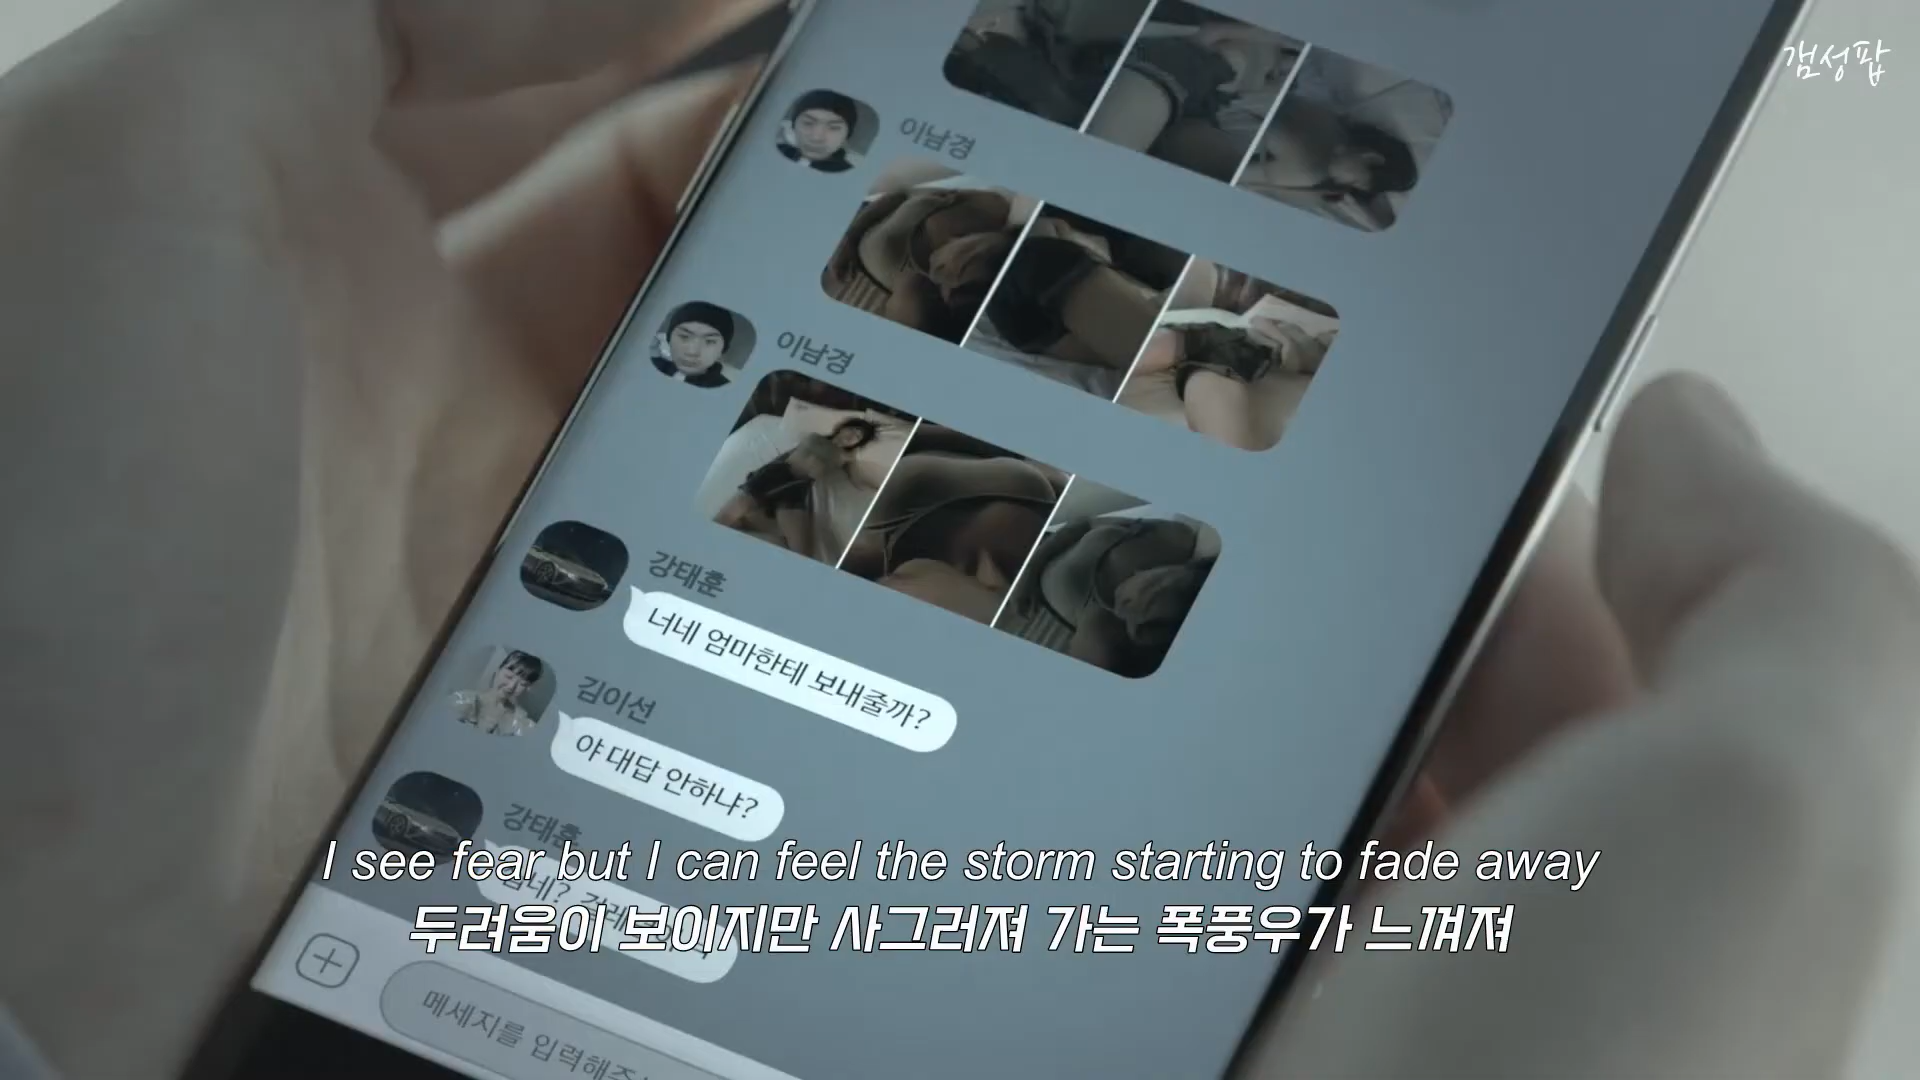 갬성팝
이남경
이남경
강태훈
너네 엄마한테 보내줄까?
김이선
야 대답 안하냐?
강태훈
I see fear but I can feel the storm starting to fade away
두려움이 보이지만 사그러져 가는 폭풍우가 느껴져
메세지를 입력해주